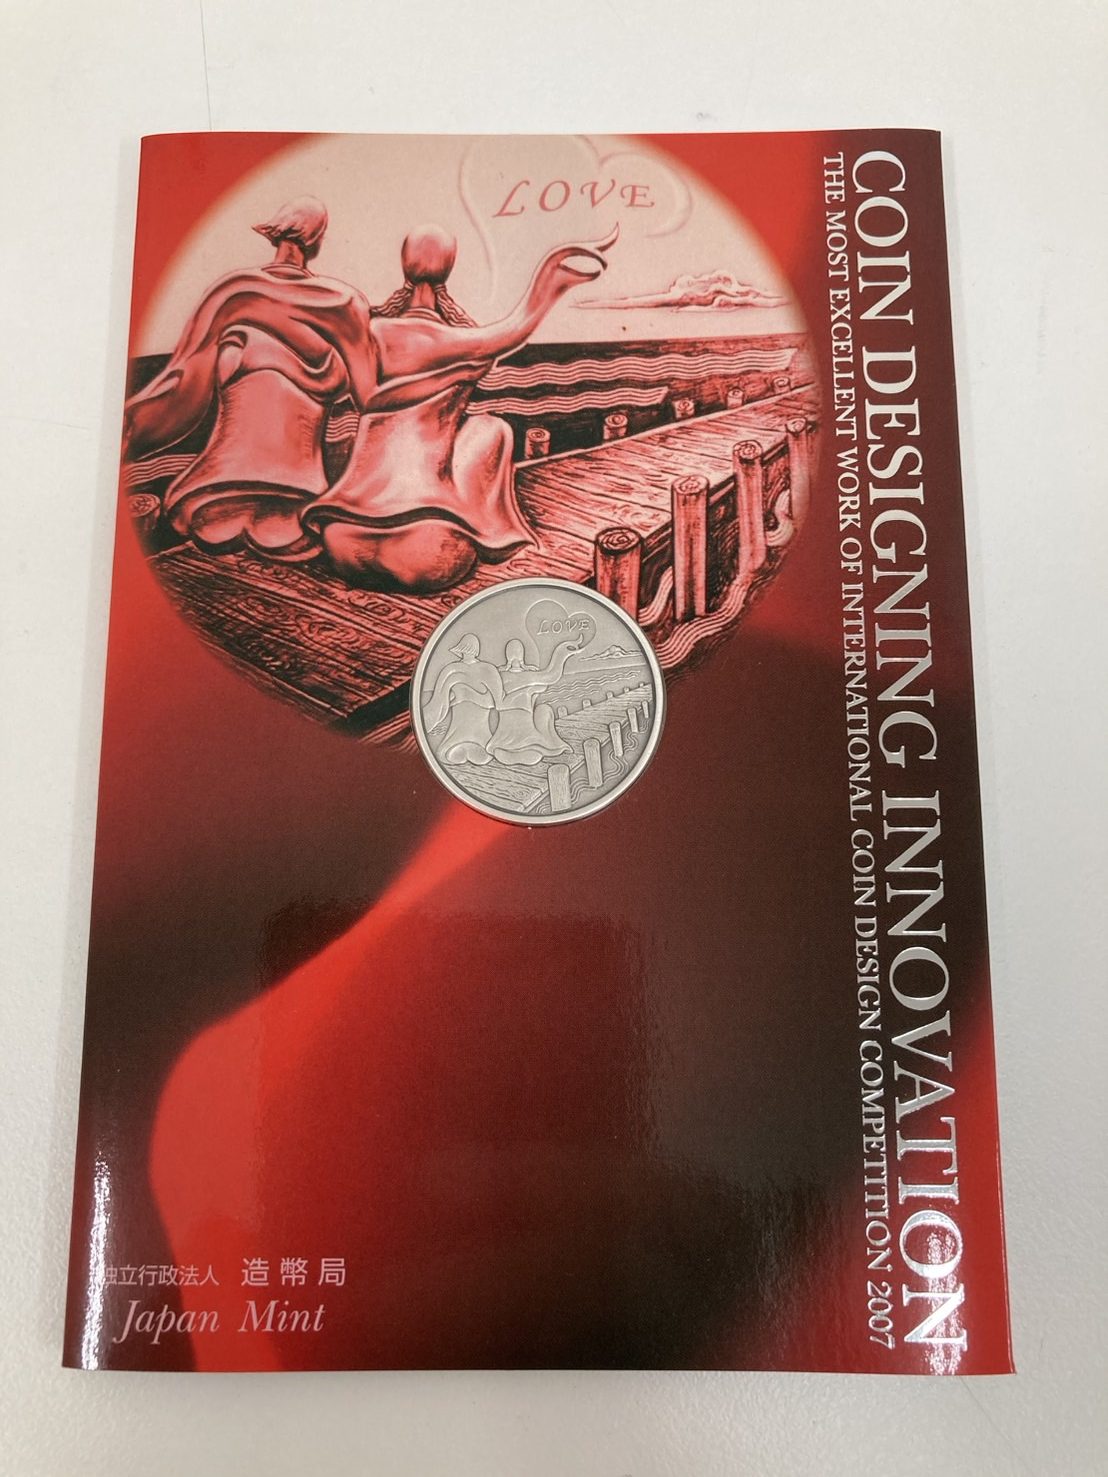 LOVE
COIN DESIGNING INNOVATION
THE MOST EXCELLENT WORK OF INTERNATIONAL COIN DESIGN COMPETITION 2007
LOVE
独立行政法人 造幣局
Japan Mint